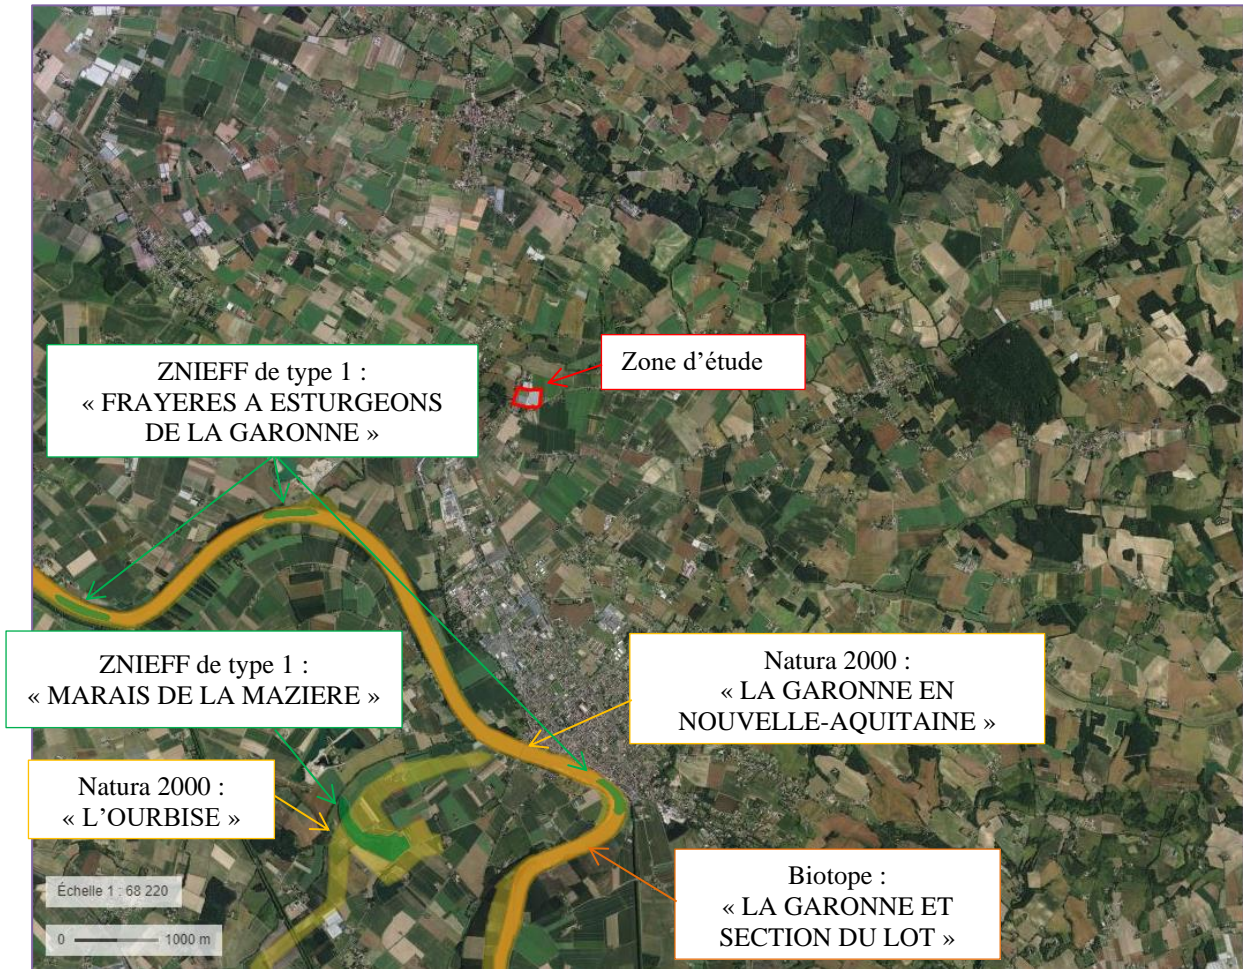 Zone d’étude
ZNIEFF de type 1 :
« FRAYERES A ESTURGEONS
DE LA GARONNE »
ZNIEFF de type 1 :
« MARAIS DE LA MAZIERE »
Natura 2000 :
« LA GARONNE EN
NOUVELLE-AQUITAINE »
Natura 2000 :
« L’OURBISE »
Biotope :
« LA GARONNE ET
SECTION DU LOT »
Échelle 1 : 68 220
0 1000 m